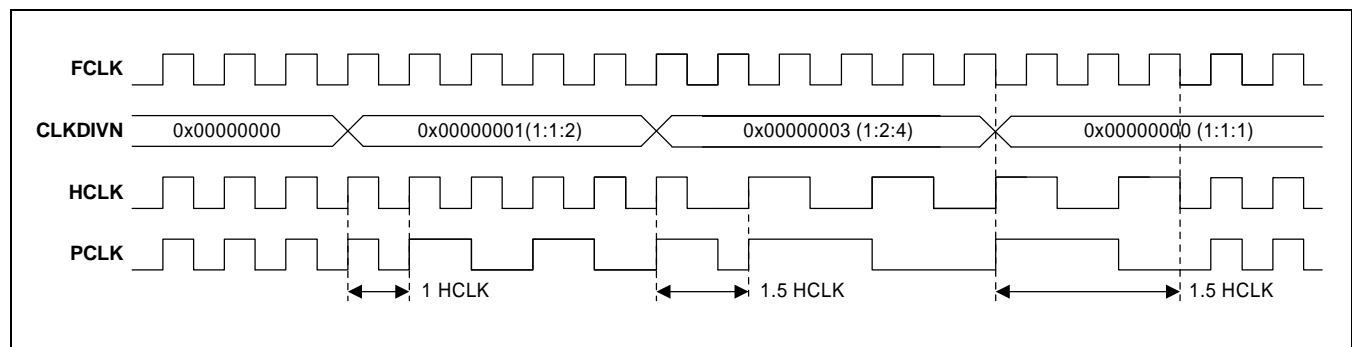 FCLK
CLKDIVN 0x00000000 0x00000001(1:1:2) 0x00000003 (1:2:4) 0x00000000 (1:1:1)
HCLK
PCLK
1 HCLK 1.5 HCLK 1.5 HCLK